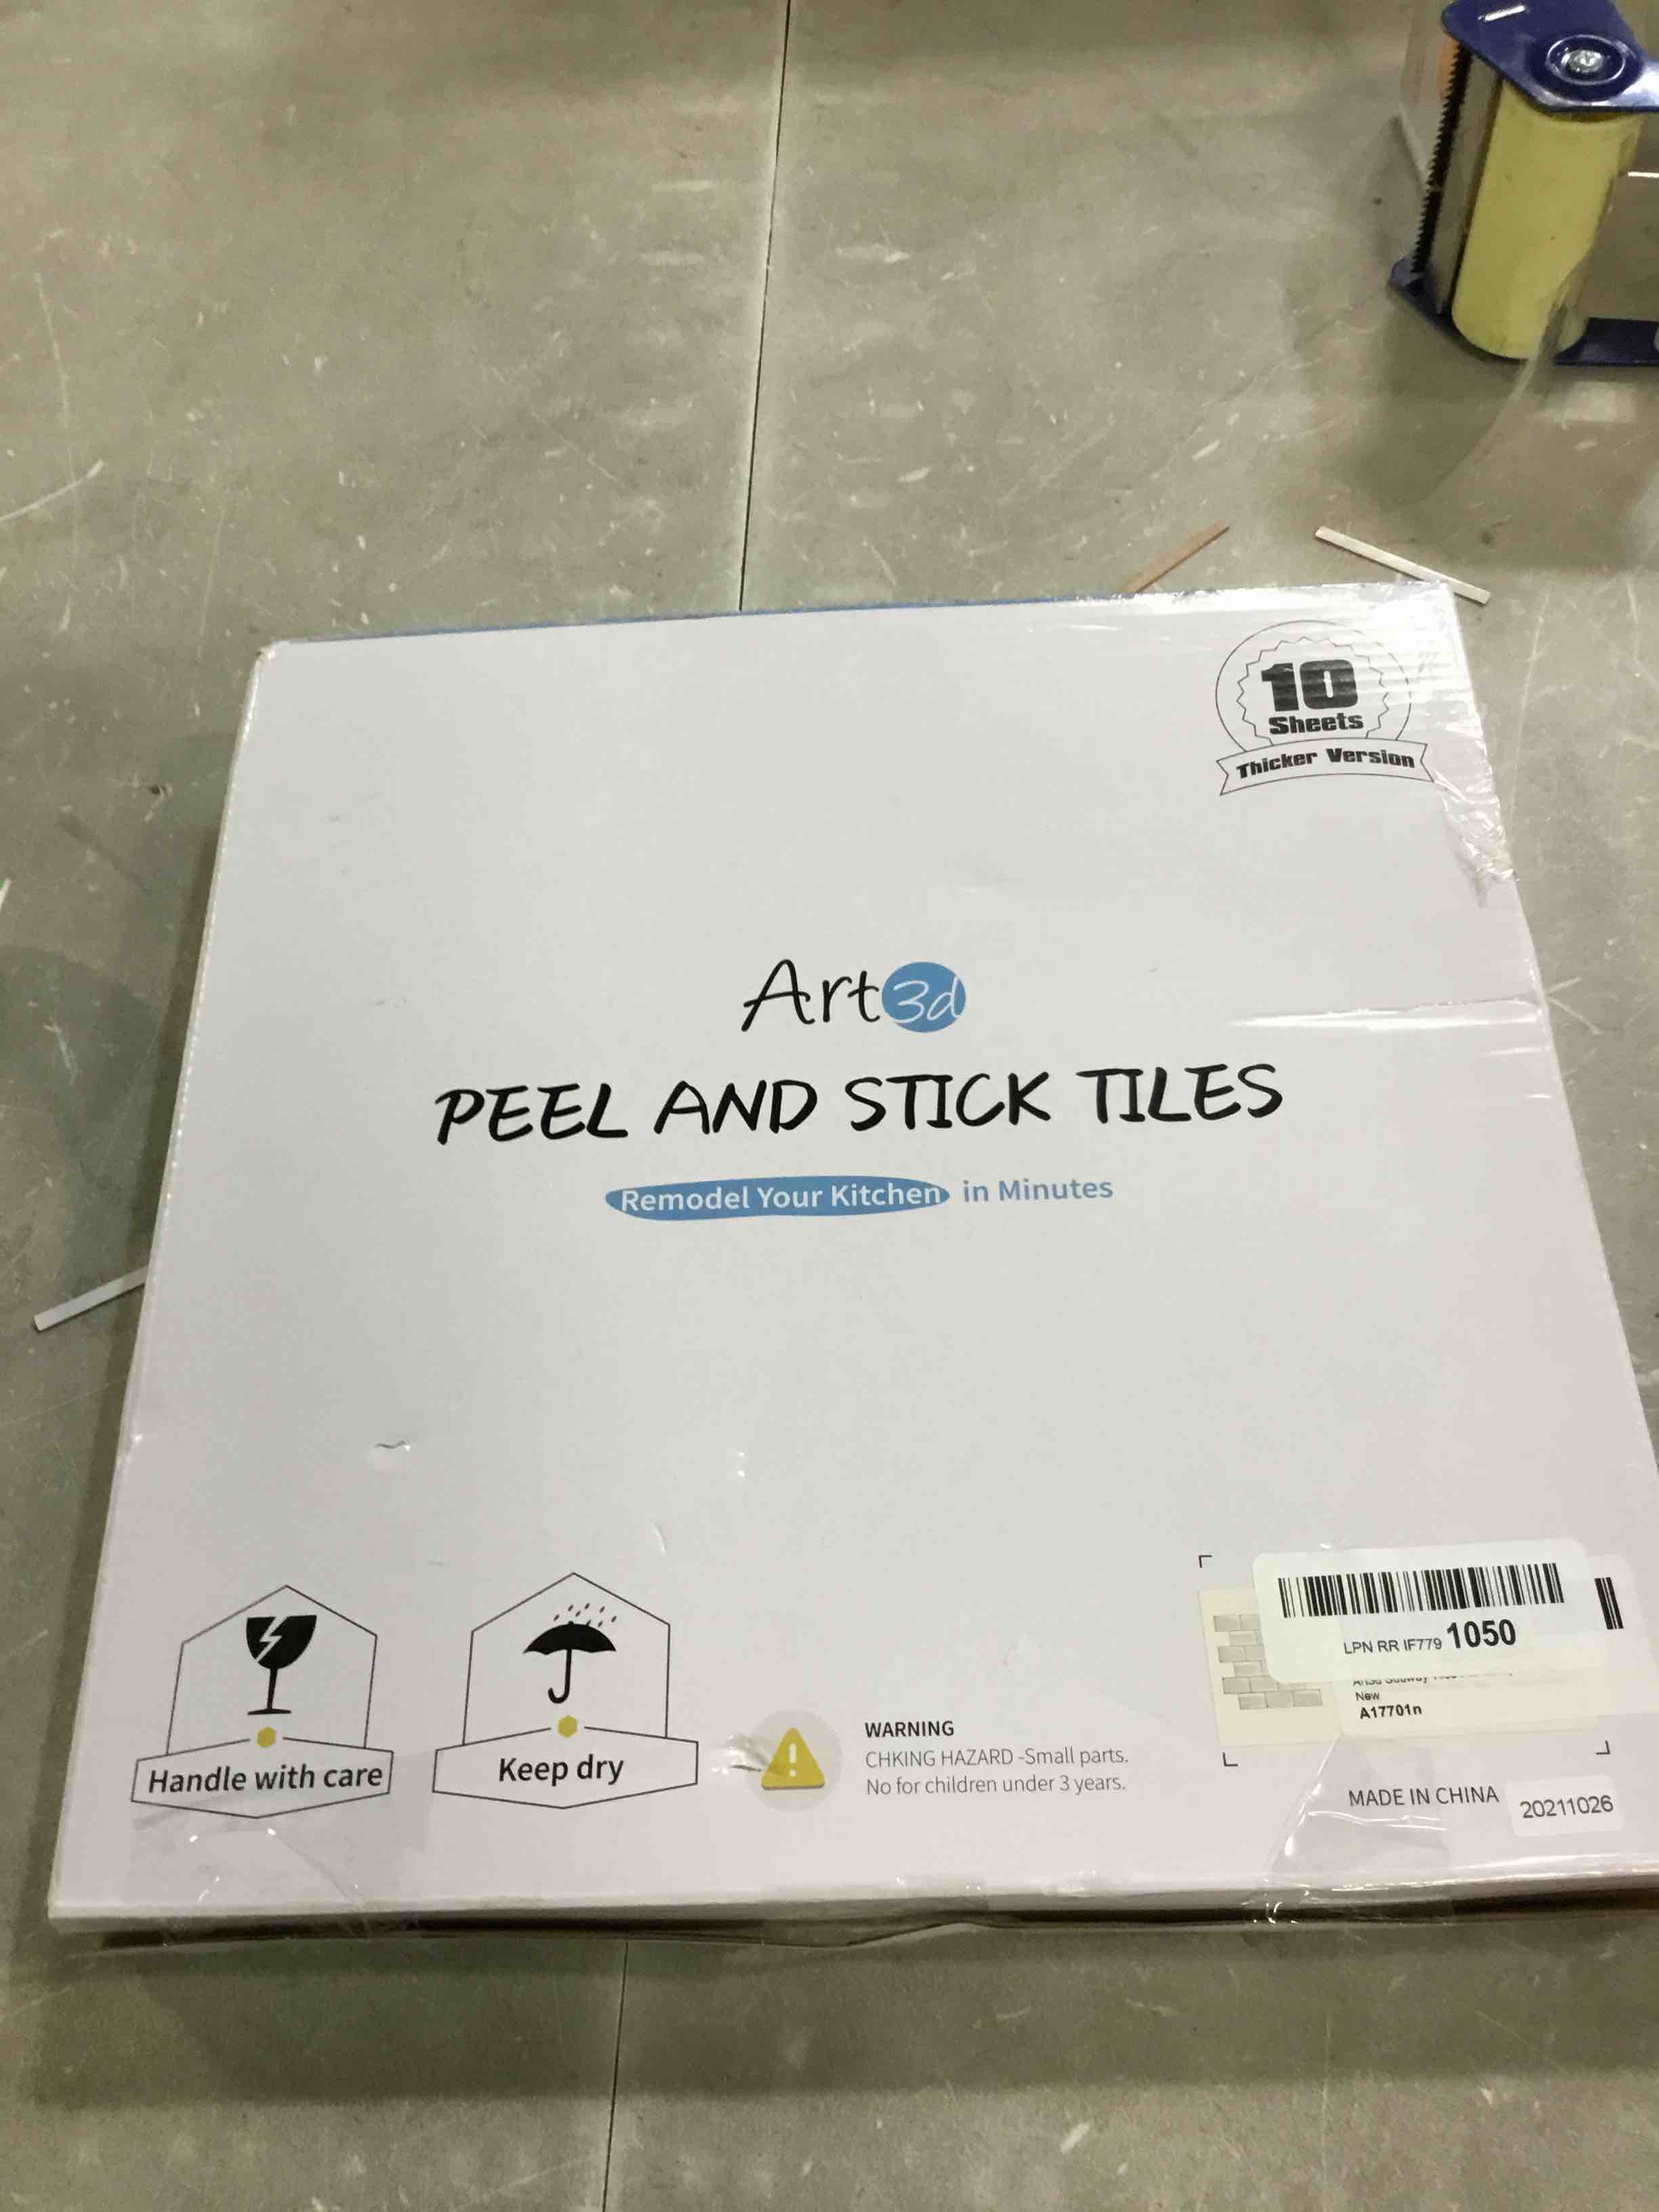 10
Sheets
Thicker Version
Art3d
PEEL AND STICK TILES
Remodel Your Kitchen in Minutes
Handle with care
Keep dry
WARNING
CHKING HAZARD -Small parts.
No for children under 3 years.
LPN RR IF779 1050
New
A17701n
MADE IN CHINA
20211026